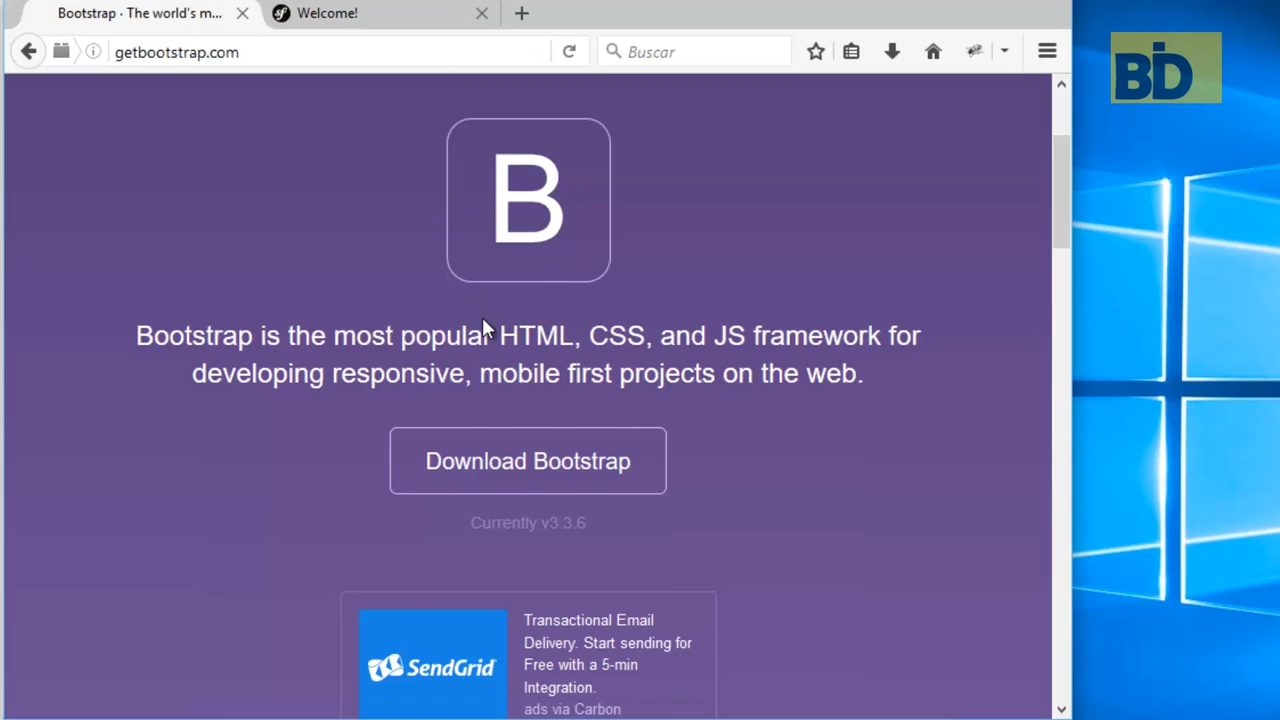 Bootstrap · The world's m...
sf Welcome!
getbootstrap.com
Buscar
BID
B
Bootstrap is the most popular HTML, CSS, and JS framework for
developing responsive, mobile first projects on the web.
Download Bootstrap
Currently v3.3.6
SendGrid
Transactional Email
Delivery. Start sending for
Free with a 5-min
Integration.
ads via Carbon